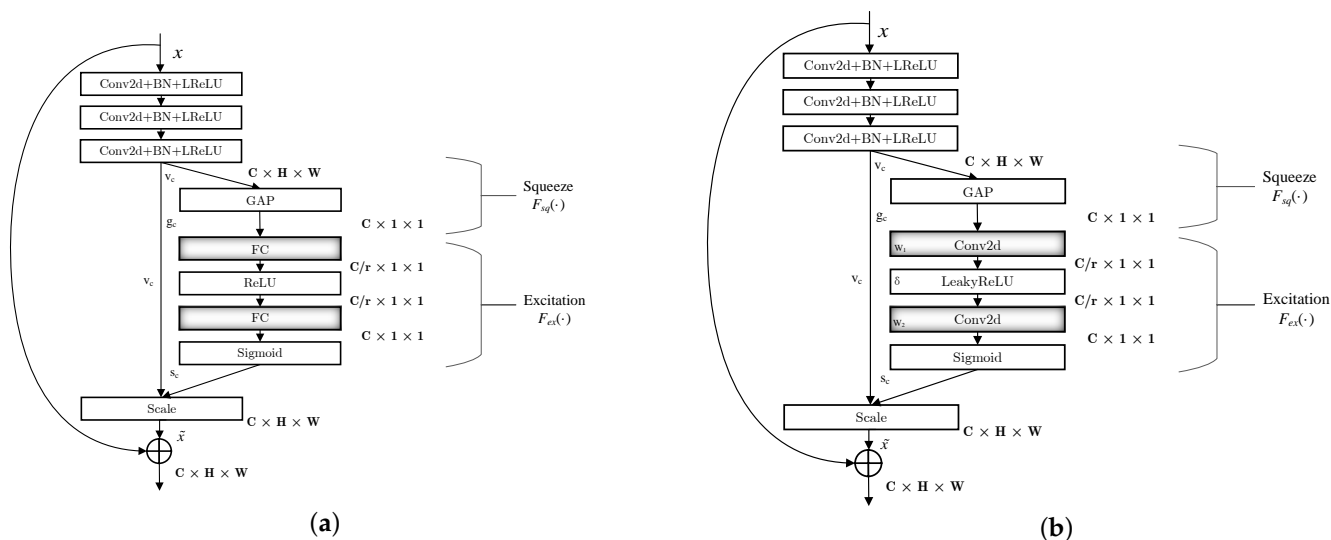 x
Conv2d+BN+LReLU
Conv2d+BN+LReLU
Conv2d+BN+LReLU
v_c
C × H × W
GAP
Squeeze
F_sq(·)
g_c
C × 1 × 1
FC
C/r × 1 × 1
ReLU
v_c
C/r × 1 × 1
Excitation
F_ex(·)
FC
C × 1 × 1
Sigmoid
s_c
Scale
C × H × W
x̃
C × H × W
(a)
x
Conv2d+BN+LReLU
Conv2d+BN+LReLU
Conv2d+BN+LReLU
v_c
C × H × W
GAP
Squeeze
F_sq(·)
g_c
C × 1 × 1
w₁ Conv2d
C/r × 1 × 1
v_c
δ LeakyReLU
C/r × 1 × 1
Excitation
F_ex(·)
w₂ Conv2d
C × 1 × 1
Sigmoid
s_c
Scale
C × H × W
x̃
C × H × W
(b)